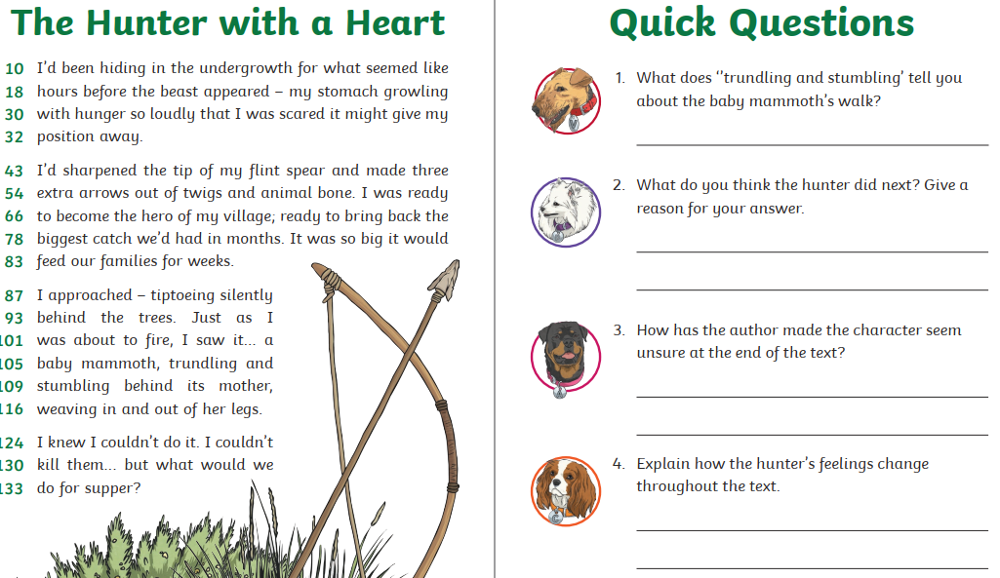 The Hunter with a Heart
10 I'd been hiding in the undergrowth for what seemed like
18 hours before the beast appeared – my stomach growling
30 with hunger so loudly that I was scared it might give my
32 position away.
43 I'd sharpened the tip of my flint spear and made three
54 extra arrows out of twigs and animal bone. I was ready
66 to become the hero of my village; ready to bring back the
78 biggest catch we'd had in months. It was so big it would
83 feed our families for weeks.
87 I approached – tiptoeing silently
93 behind the trees. Just as I
101 was about to fire, I saw it... a
105 baby mammoth, trundling and
109 stumbling behind its mother,
116 weaving in and out of her legs.
124 I knew I couldn't do it. I couldn't
130 kill them... but what would we
133 do for supper?
Quick Questions
1. What does ‘'trundling and stumbling' tell you
about the baby mammoth's walk?
2. What do you think the hunter did next? Give a
reason for your answer.
3. How has the author made the character seem
unsure at the end of the text?
4. Explain how the hunter's feelings change
throughout the text.